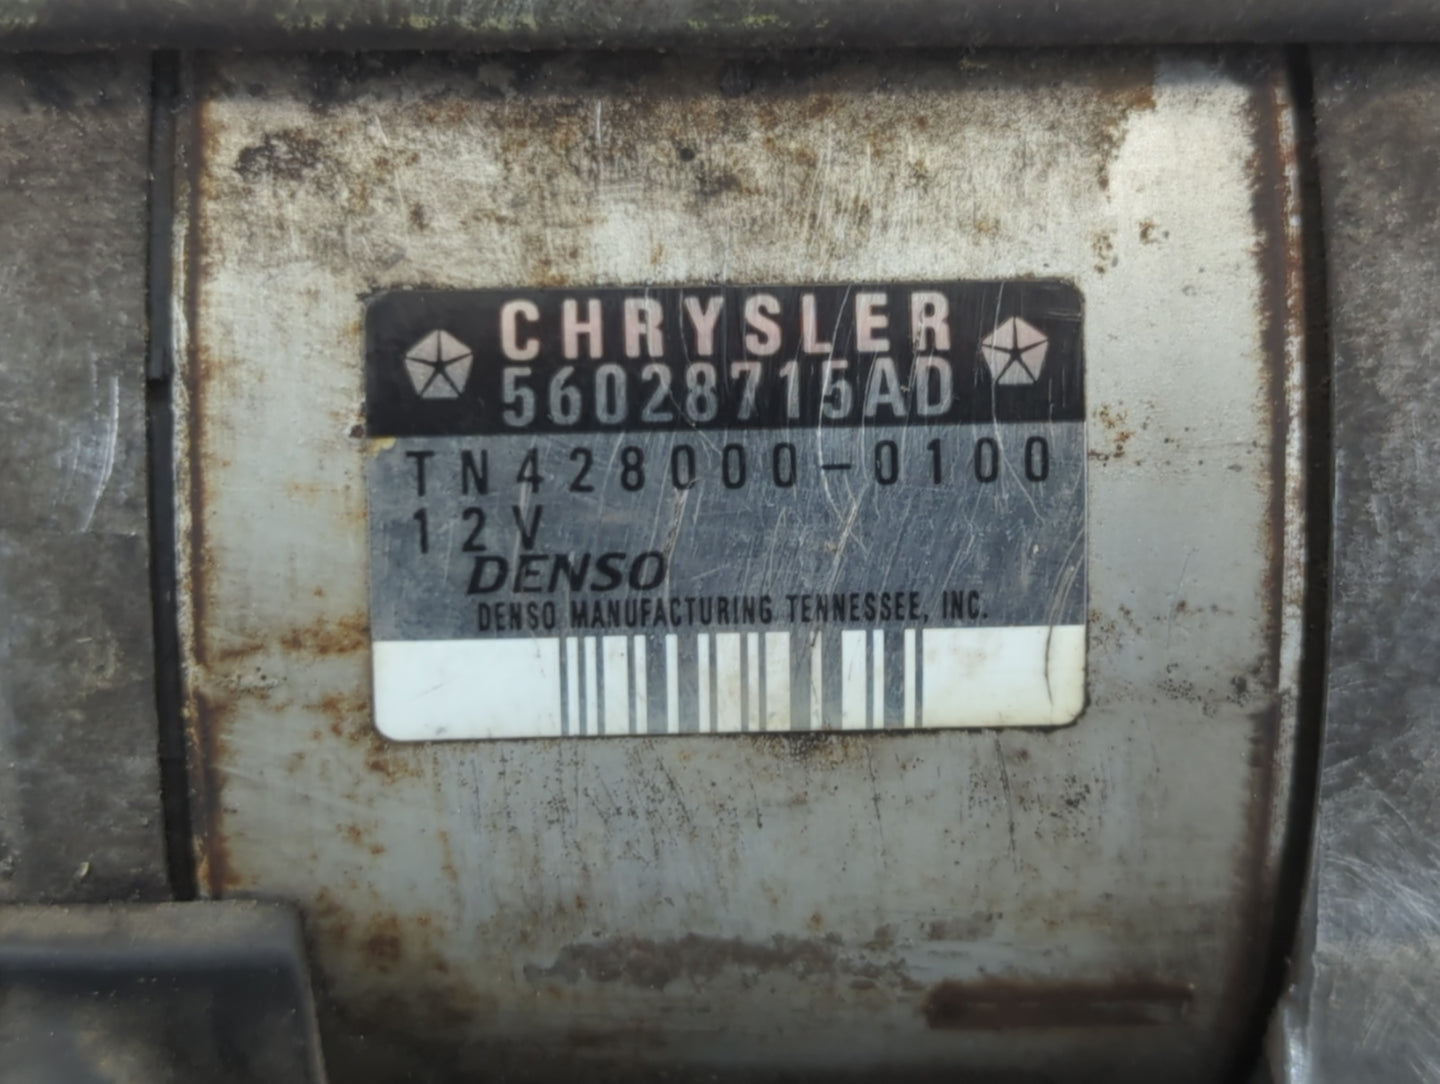 CHRYSLER
56028715AD
TN428000-0100
12V
DENSO
DENSO MANUFACTURING TENNESSEE, INC.